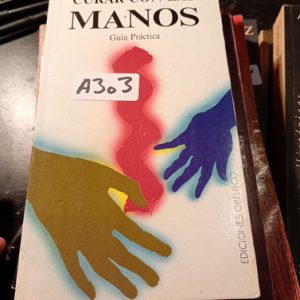 CURAR CON
MANOS
Guía Práctica
A303
EDICIONES OBELISCO
Z